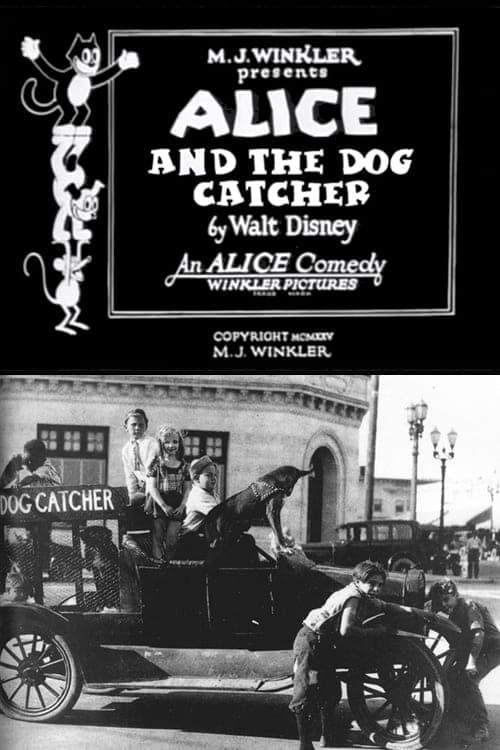 M.J. WINKLER
presents
ALICE
AND THE DOG
CATCHER
by Walt Disney
An ALICE Comedy
WINKLER PICTURES
COPYRIGHT MCMXXV
M.J. WINKLER
DOG CATCHER